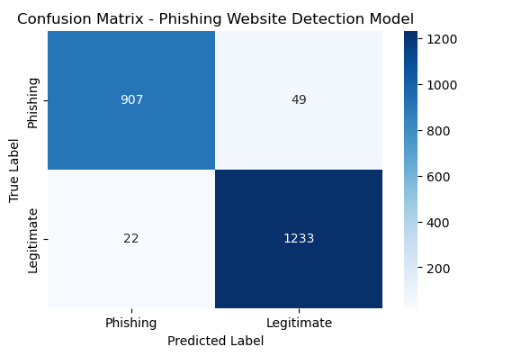 Confusion Matrix - Phishing Website Detection Model
True Label
Phishing
Legitimate
907
49
22
1233
Phishing
Legitimate
Predicted Label
1200
1000
800
600
400
200